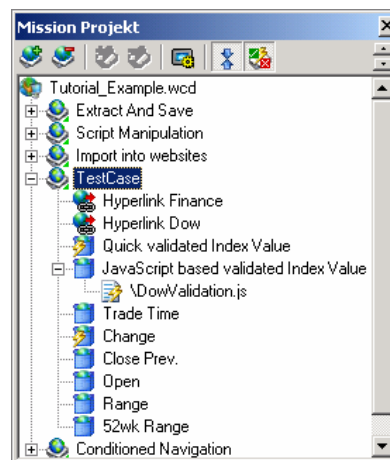 Mission Projekt
Tutorial_Example.wcd
Extract And Save
Script Manipulation
Import into websites
TestCase
Hyperlink Finance
Hyperlink Dow
Quick validated Index Value
JavaScript based validated Index Value
\DowValidation.js
Trade Time
Change
Close Prev.
Open
Range
52wk Range
Conditioned Navigation